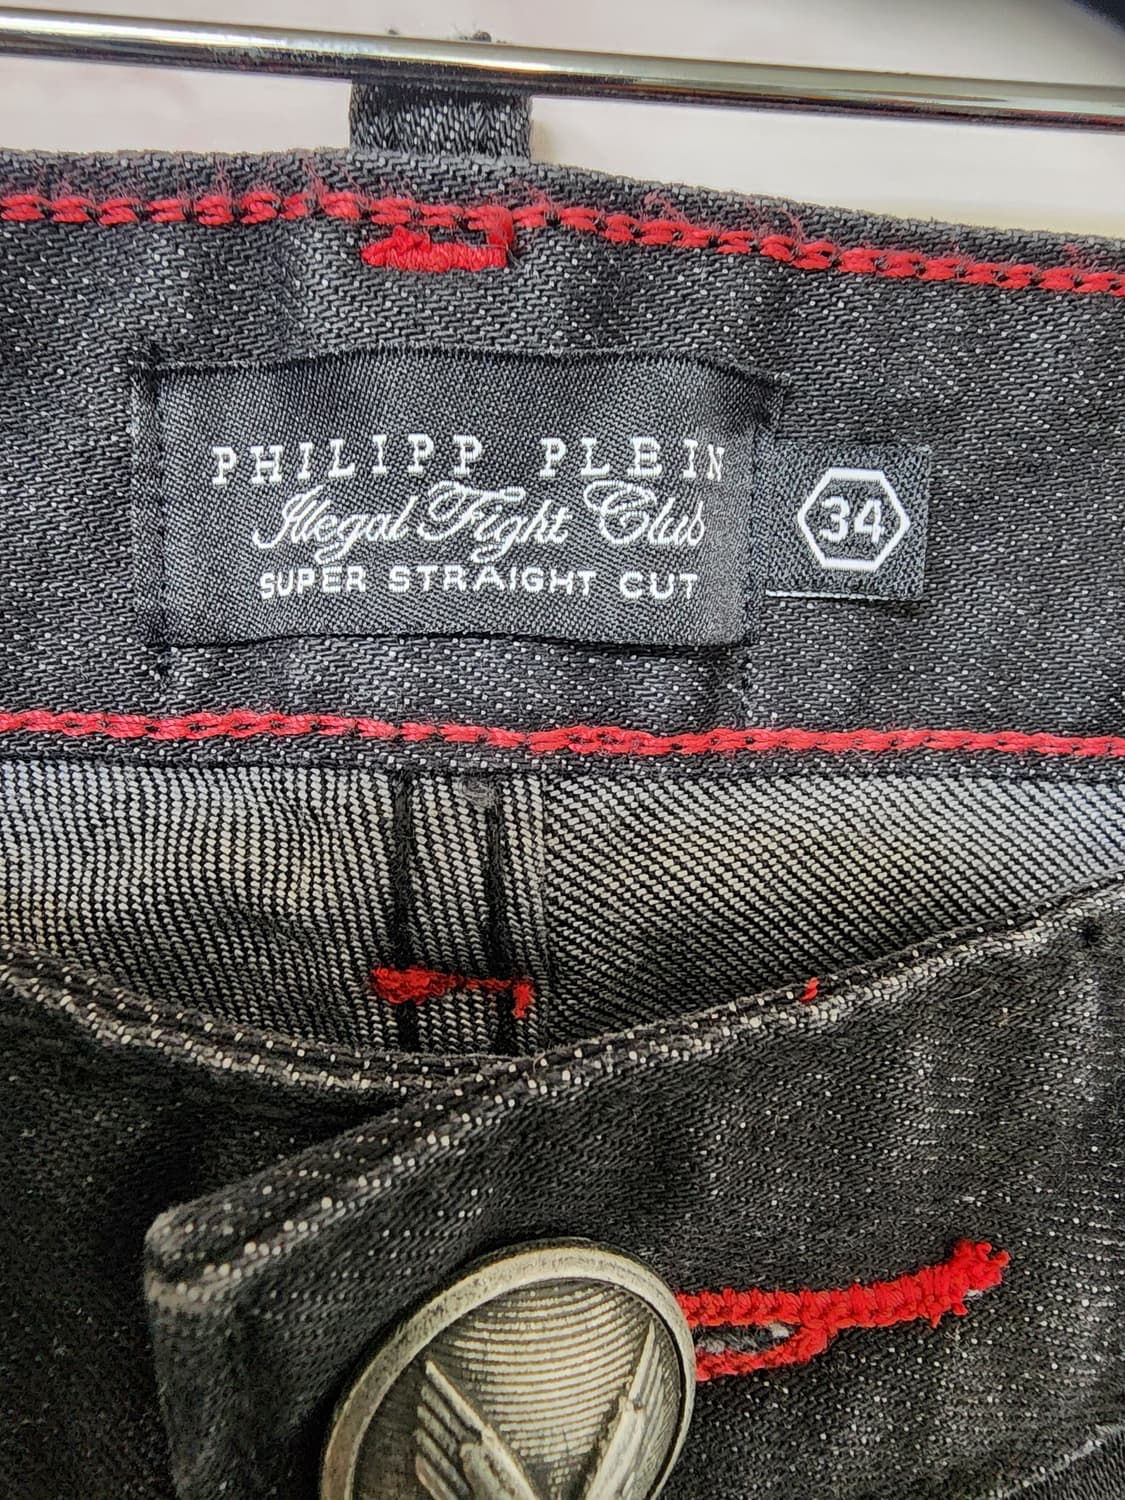 PHILIPP PLEIN
Illegal Fight Club
SUPER STRAIGHT CUT
34